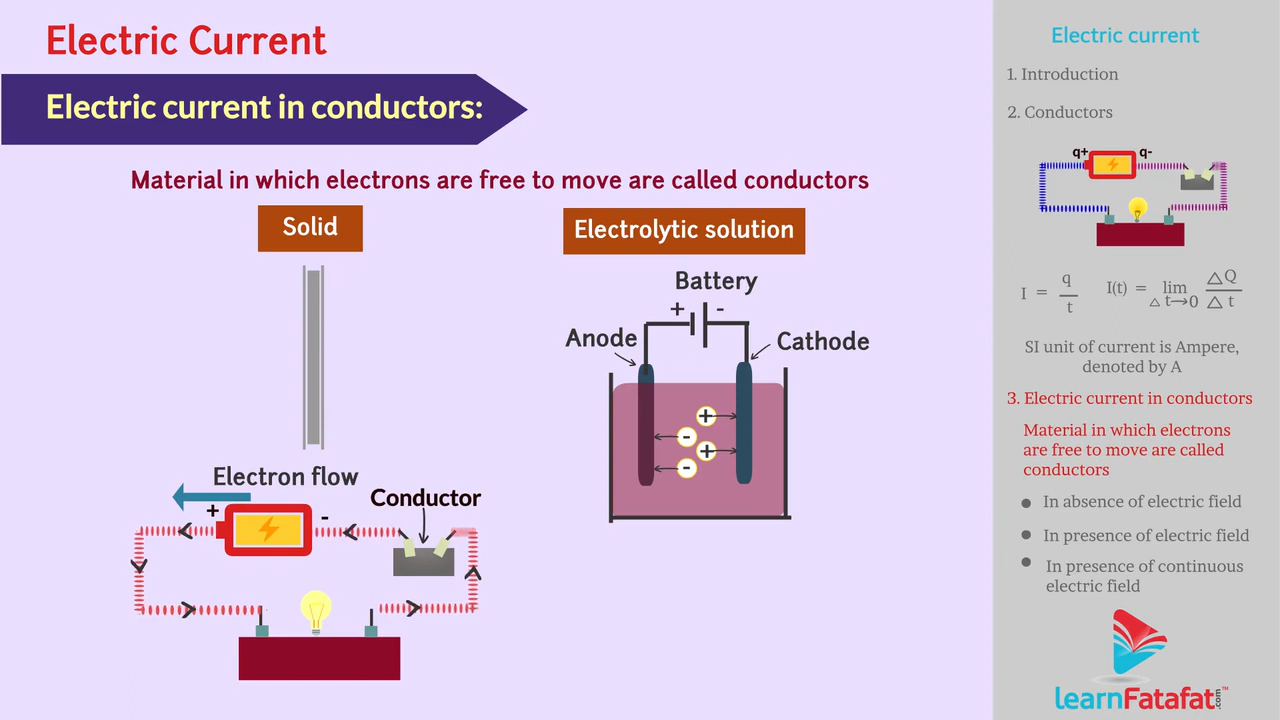 Electric Current
Electric current in conductors:
Material in which electrons are free to move are called conductors
Solid
Electrolytic solution
Battery
+ -
Anode
Cathode
+
-
+
-
Electron flow
Conductor
+ -
Electric current
1. Introduction
2. Conductors
q+ q-
I = q/t I(t) = lim △t→0 △Q/△t
SI unit of current is Ampere,
denoted by A
3. Electric current in conductors
Material in which electrons
are free to move are called
conductors
• In absence of electric field
• In presence of electric field
• In presence of continuous
electric field
learnFatafat.com™